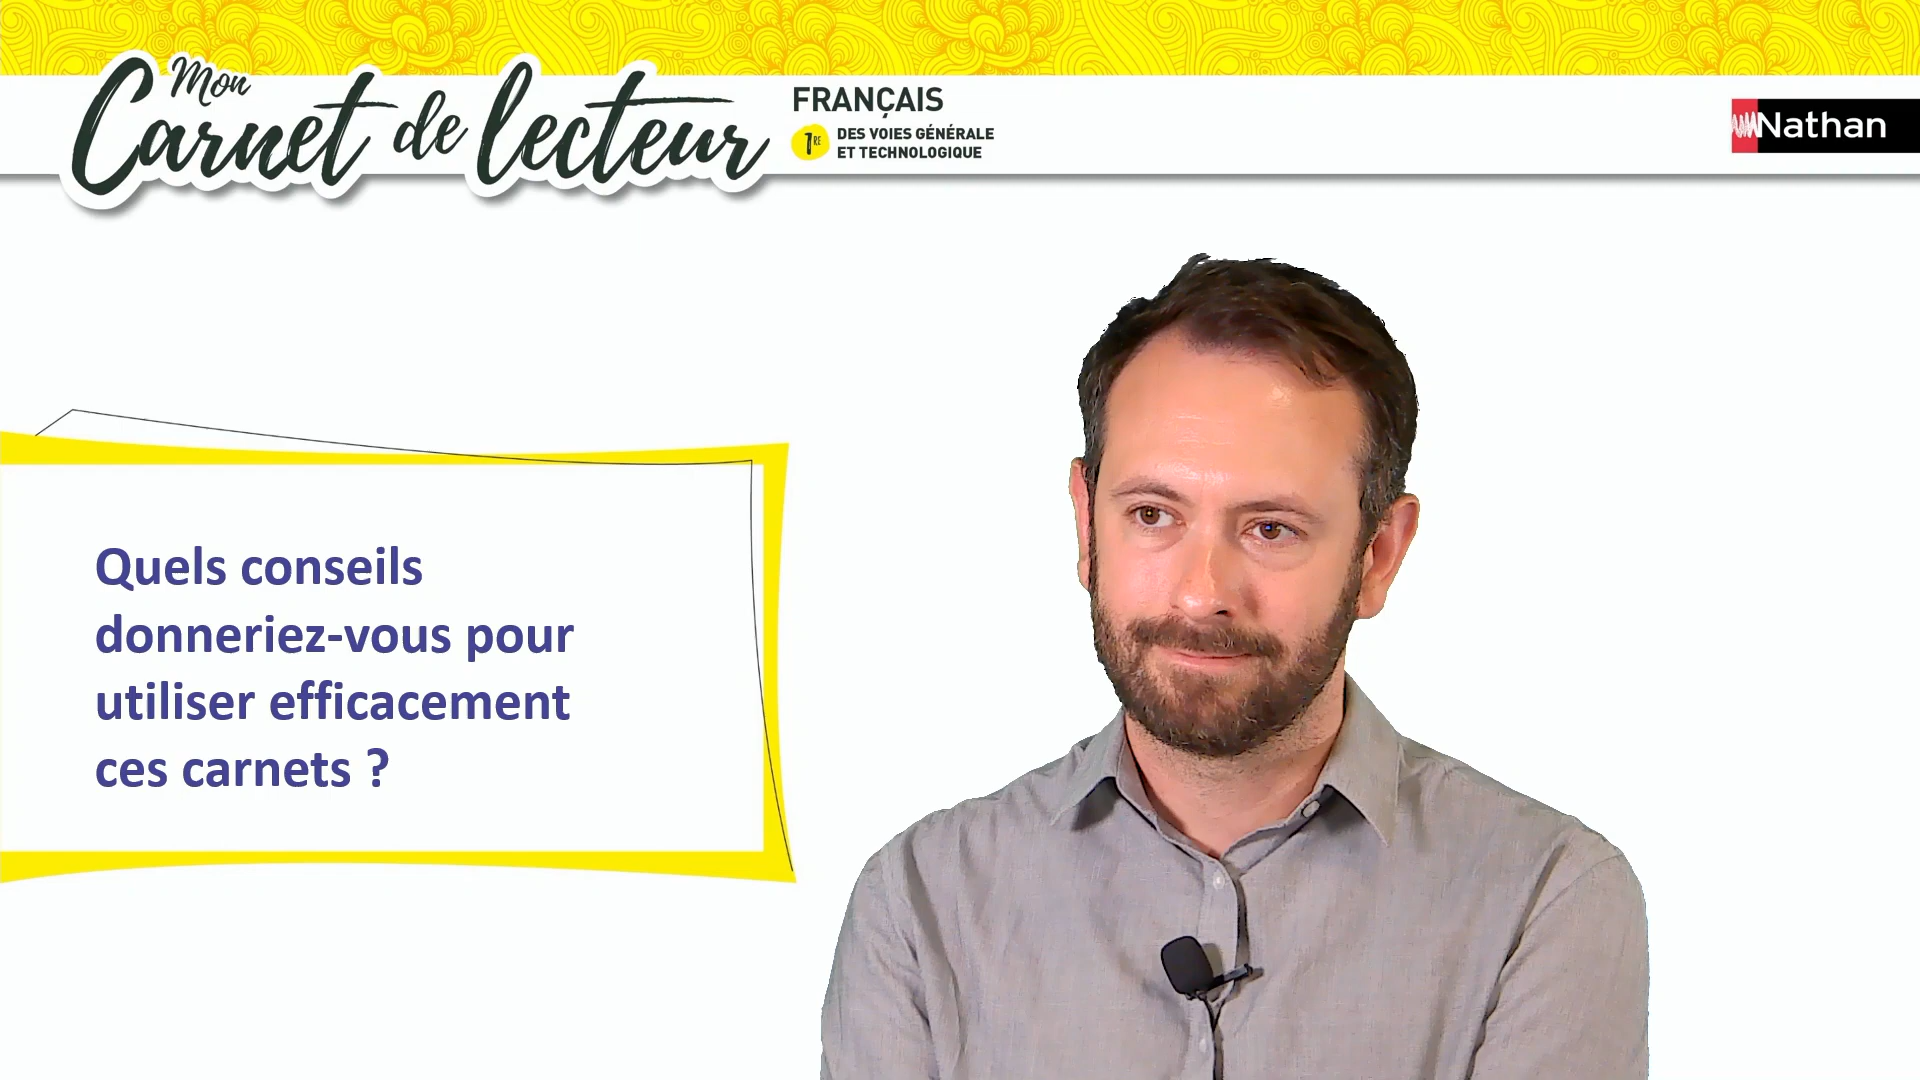 Mon
Carnet de lecteur
FRANÇAIS
1RE
DES VOIES GÉNÉRALE
ET TECHNOLOGIQUE
Nathan
Quels conseils
donneriez-vous pour
utiliser efficacement
ces carnets ?